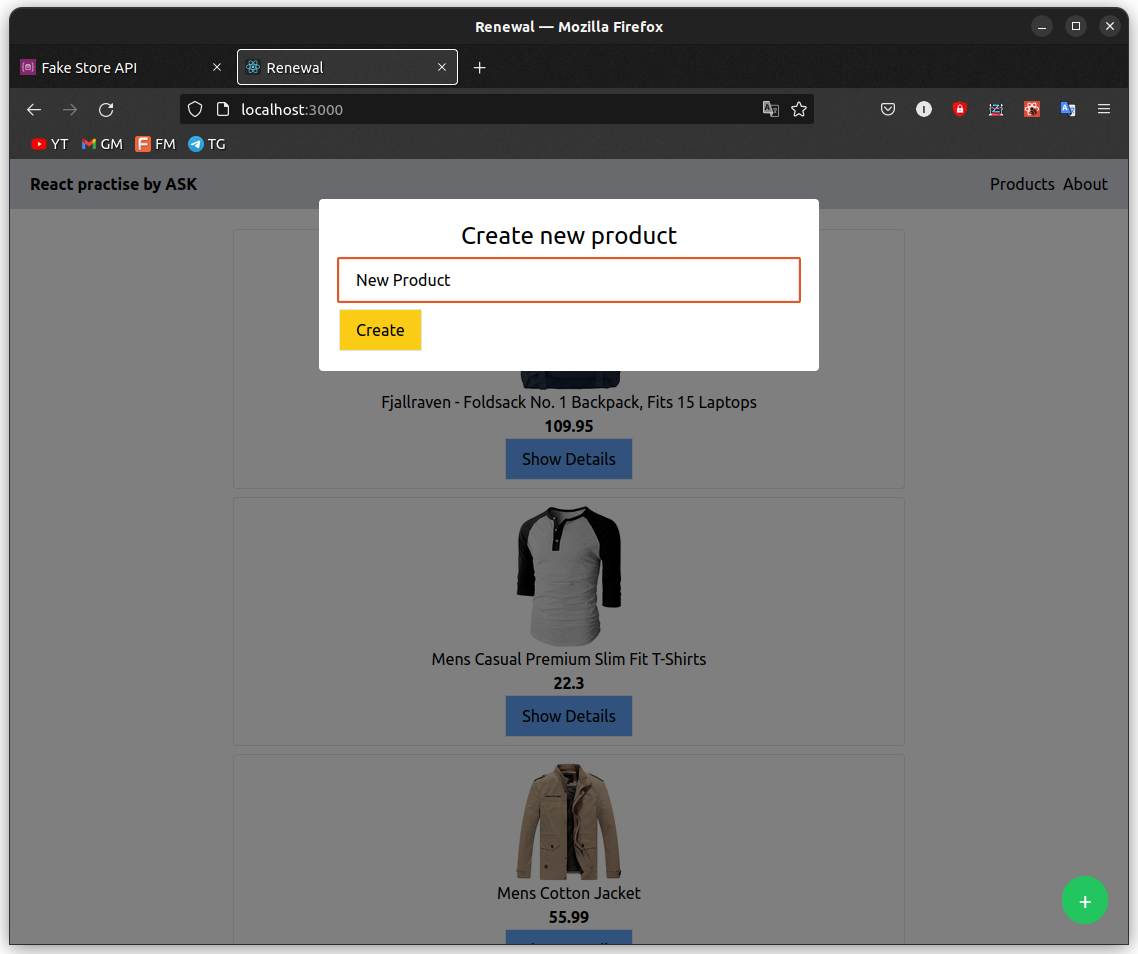 Renewal — Mozilla Firefox
Fake Store API
Renewal
localhost:3000
YT GM FM TG
React practise by ASK
Products About
Create new product
New Product
Create
Fjallraven - Foldsack No. 1 Backpack, Fits 15 Laptops
109.95
Show Details
Mens Casual Premium Slim Fit T-Shirts
22.3
Show Details
Mens Cotton Jacket
55.99
+